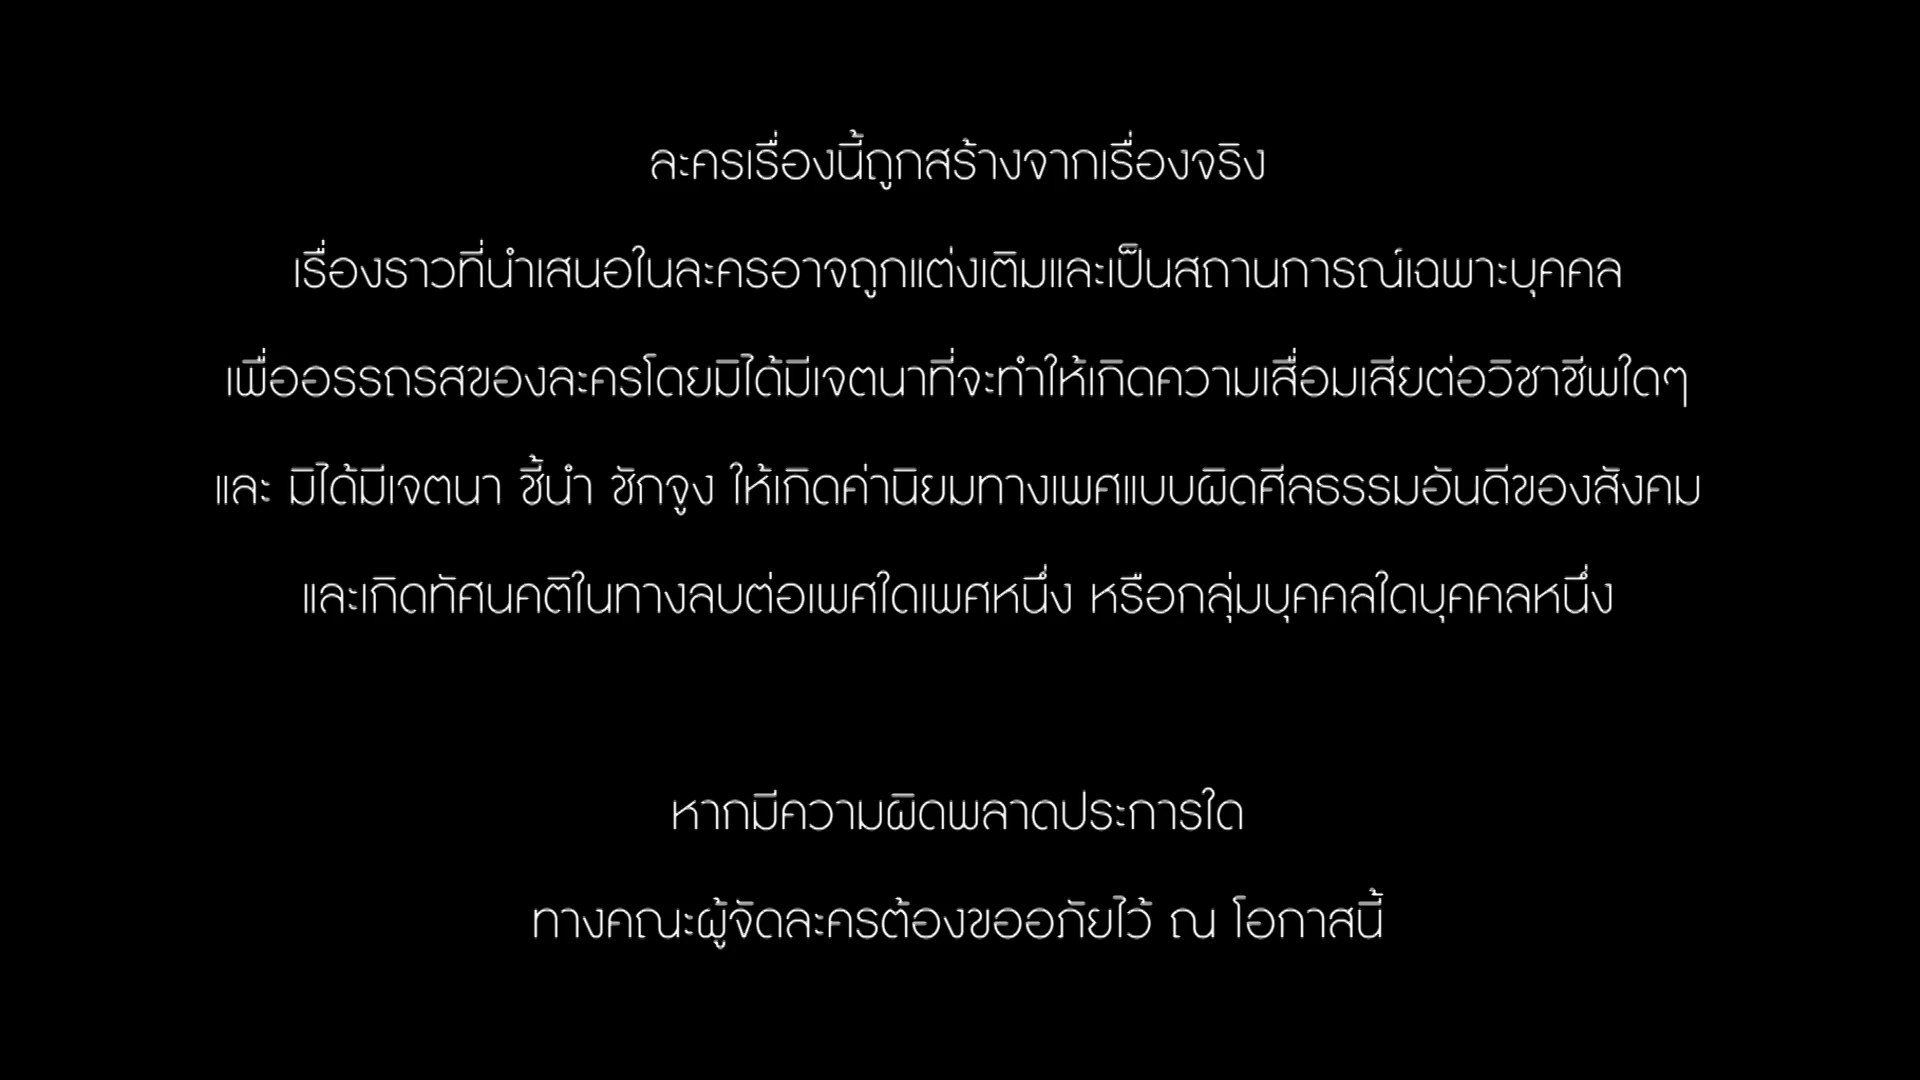 ละครเรื่องนี้ถูกสร้างจากเรื่องจริง
เรื่องราวที่นำเสนอในละครอาจถูกแต่งเติมและเป็นสถานการณ์เฉพาะบุคคล
เพื่ออรรถรสของละครโดยมิได้มีเจตนาที่จะทำให้เกิดความเสื่อมเสียต่อวิชาชีพใดๆ
และ มิได้มีเจตนา ชี้นำ ชักจูง ให้เกิดค่านิยมทางเพศแบบผิดศีลธรรมอันดีของสังคม
และเกิดทัศนคติในทางลบต่อเพศใดเพศหนึ่ง หรือกลุ่มบุคคลใดบุคคลหนึ่ง
หากมีความผิดพลาดประการใด
ทางคณะผู้จัดละครต้องขออภัยไว้ ณ โอกาสนี้